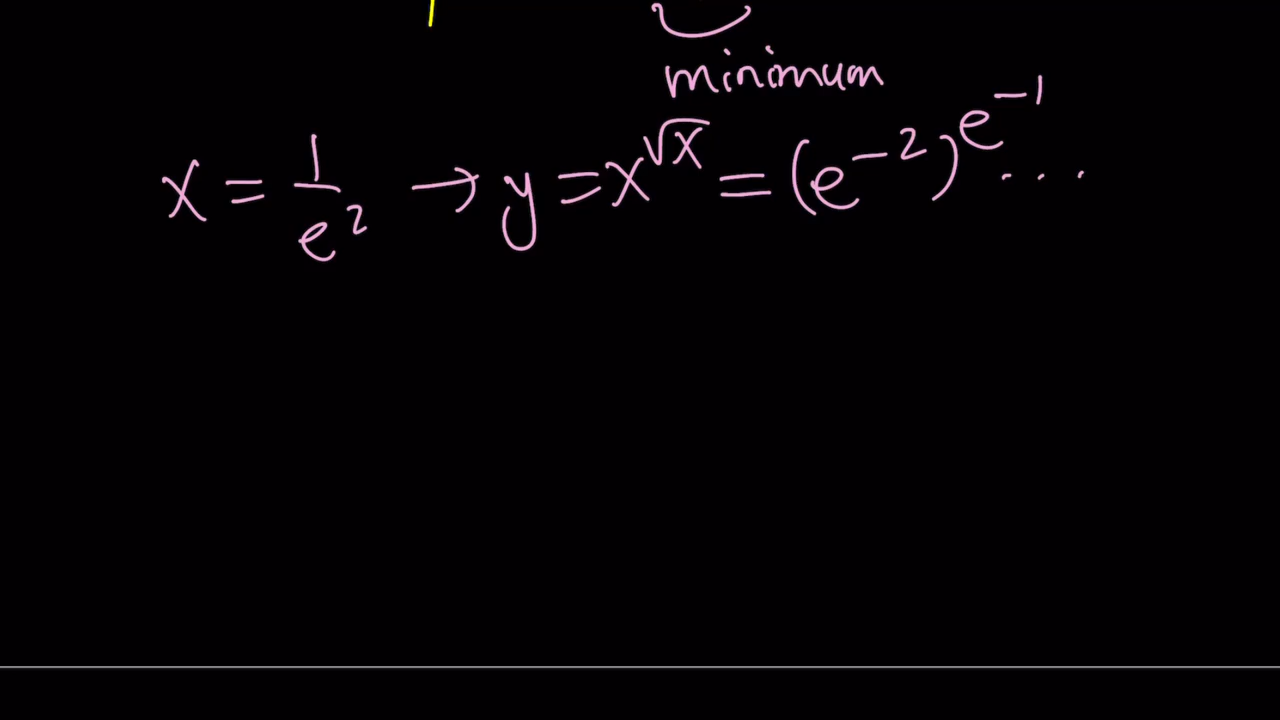 minimum
x = 1/e² → y = x^√x = (e⁻²)^e⁻¹ ...